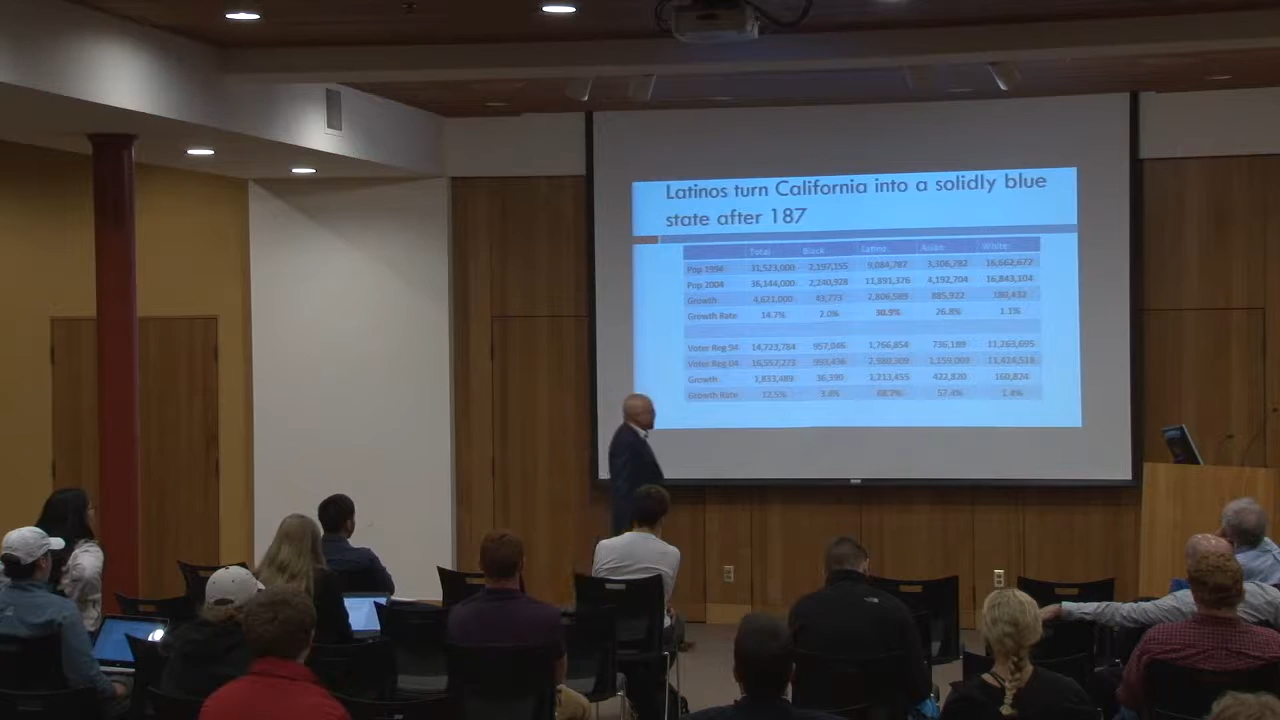 Latinos turn California into a solidly blue
state after 187
Total Black Latino Asian White
Pop 1994 31,523,000 2,197,155 9,084,787 3,306,782 16,662,672
Pop 2004 36,144,000 2,240,928 11,891,376 4,192,704 16,843,104
Growth 4,621,000 43,773 2,806,589 885,922 180,432
Growth Rate 14.7% 2.0% 30.9% 26.8% 1.1%
Voter Reg 94 14,723,784 957,046 1,766,854 736,189 11,263,695
Voter Reg 04 16,557,273 993,436 2,980,309 1,159,009 11,424,518
Growth 1,833,489 36,390 1,213,455 422,820 160,824
Growth Rate 12.5% 3.8% 68.7% 57.4% 1.4%